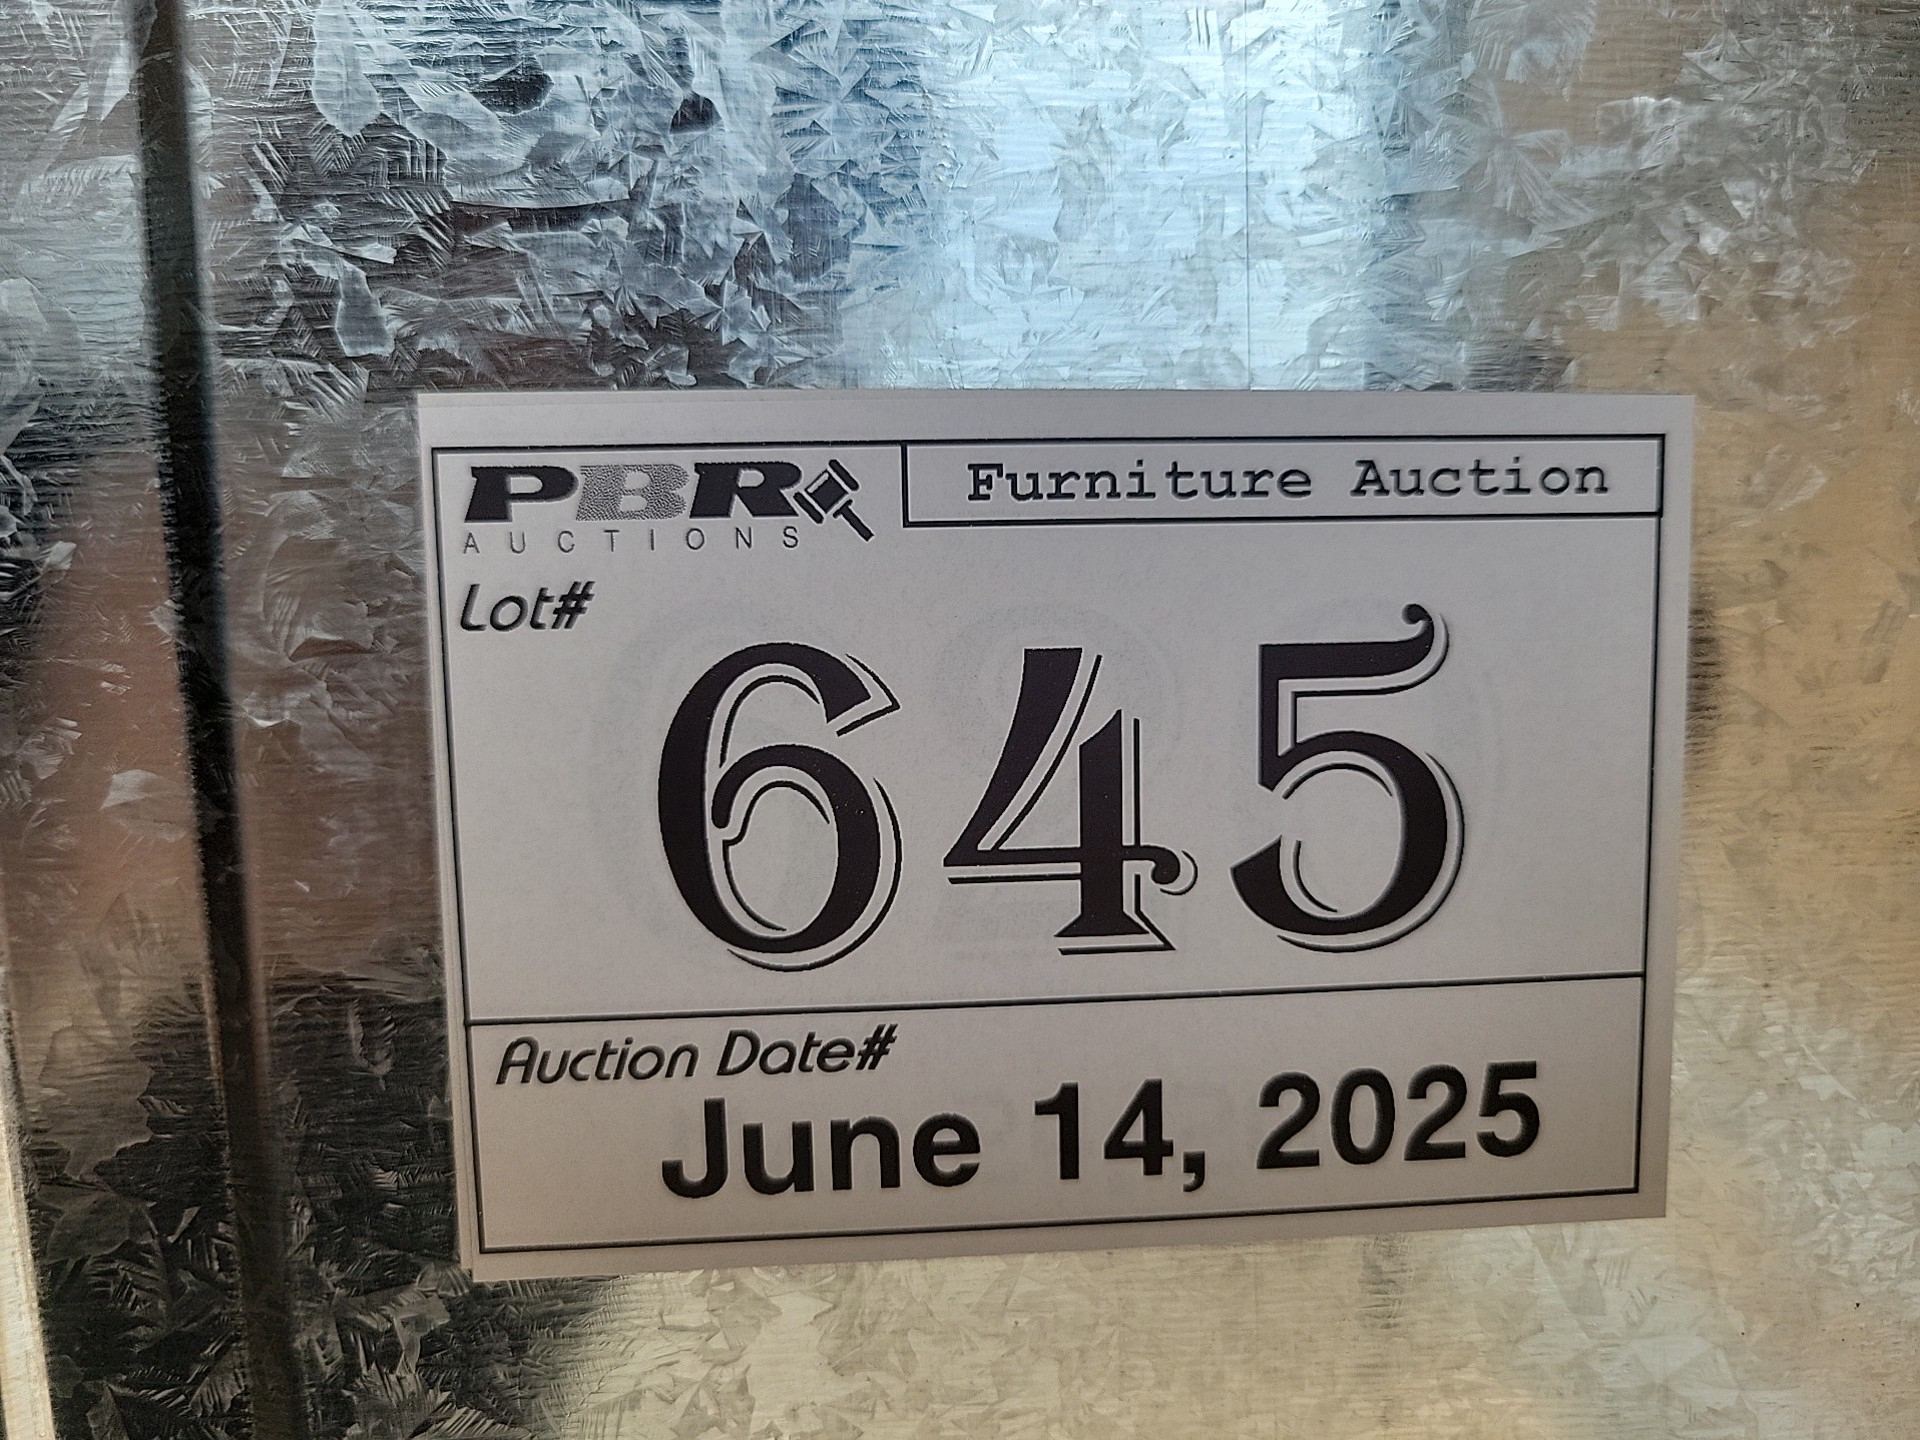 PBR
AUCTIONS
Furniture Auction
Lot#
645
Auction Date#
June 14, 2025